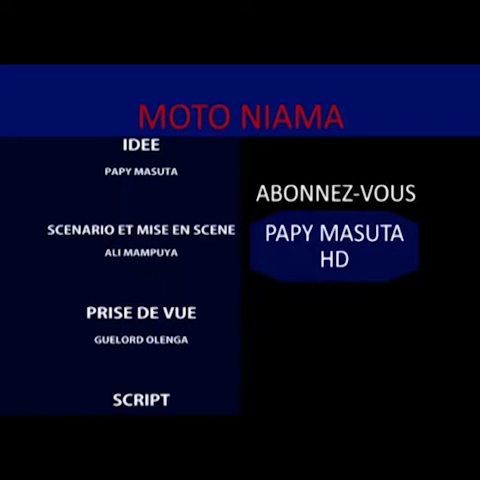 MOTO NIAMA
IDEE
PAPY MASUTA
SCENARIO ET MISE EN SCENE
ALI MAMPUYA
PRISE DE VUE
GUELORD OLENGA
SCRIPT
ABONNEZ-VOUS
PAPY MASUTA
HD